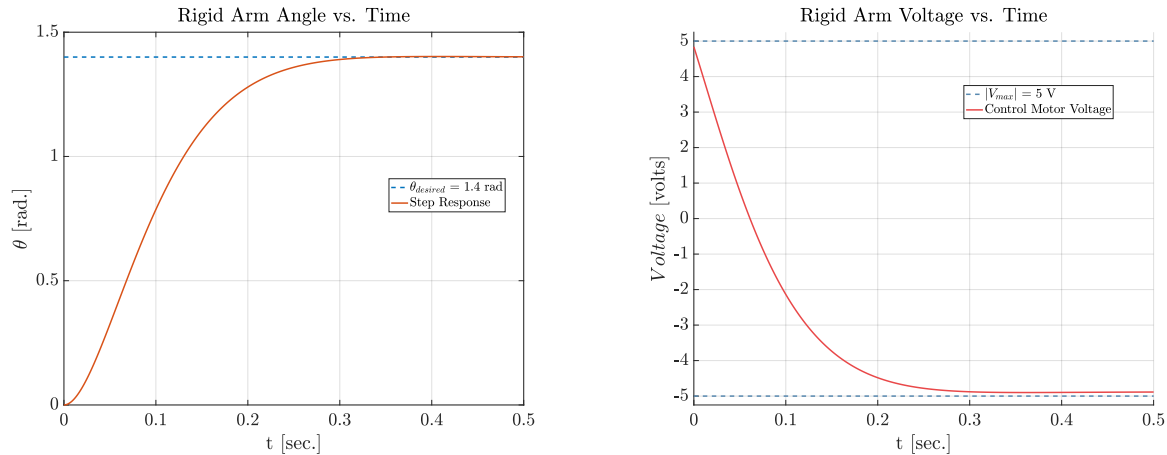 Rigid Arm Angle vs. Time
1.5
1
0.5
0
θ [rad.]
θ_desired = 1.4 rad
Step Response
0
0.1
0.2
0.3
0.4
0.5
t [sec.]
Rigid Arm Voltage vs. Time
5
4
3
2
1
0
-1
-2
-3
-4
-5
Voltage [volts]
|V_max| = 5 V
Control Motor Voltage
0
0.1
0.2
0.3
0.4
0.5
t [sec.]